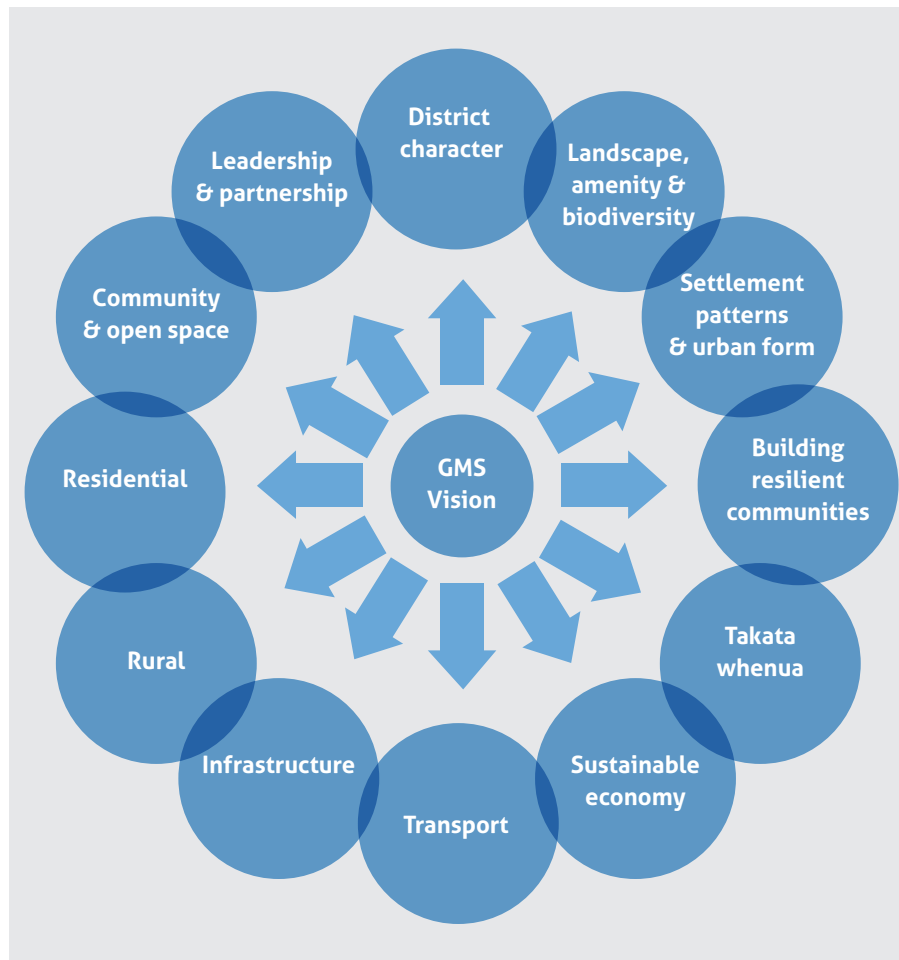 District
character
Landscape,
amenity &
biodiversity
Settlement
patterns
& urban form
Building
resilient
communities
Takata
whenua
Sustainable
economy
Transport
Infrastructure
Rural
Residential
Community
& open space
Leadership
& partnership
GMS
Vision